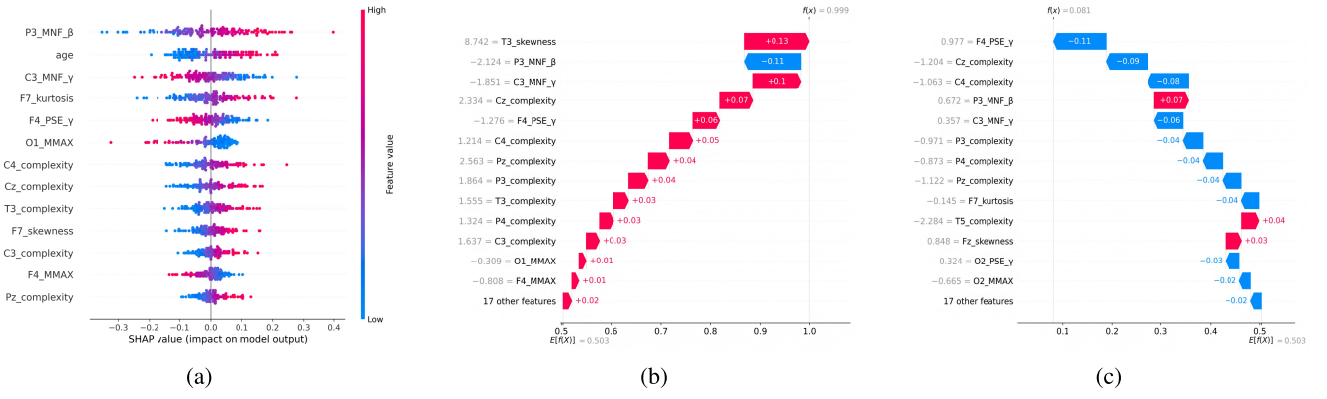 High
P3_MNF_β
age
C3_MNF_γ
F7_kurtosis
F4_PSE_γ
O1_MMAX
C4_complexity
Cz_complexity
T3_complexity
F7_skewness
C3_complexity
F4_MMAX
Pz_complexity
Feature value
Low
−0.3 −0.2 −0.1 0.0 0.1 0.2 0.3 0.4
SHAP value (impact on model output)
(a)
f(x) = 0.999
8.742 = T3_skewness +0.13
−2.124 = P3_MNF_β −0.11
−1.851 = C3_MNF_γ +0.1
2.334 = Cz_complexity +0.07
−1.276 = F4_PSE_γ +0.06
1.214 = C4_complexity +0.05
2.563 = Pz_complexity +0.04
1.864 = P3_complexity +0.04
1.555 = T3_complexity +0.03
1.324 = P4_complexity +0.03
1.637 = C3_complexity +0.03
−0.309 = O1_MMAX +0.01
−0.808 = F4_MMAX +0.01
17 other features +0.02
0.5 0.6 0.7 0.8 0.9 1.0
E[f(X)] = 0.503
(b)
f(x) = 0.081
0.977 = F4_PSE_γ −0.11
−1.204 = Cz_complexity −0.09
−1.063 = C4_complexity −0.08
0.672 = P3_MNF_β +0.07
0.357 = C3_MNF_γ −0.06
−0.971 = P3_complexity −0.04
−0.873 = P4_complexity −0.04
−1.122 = Pz_complexity −0.04
−0.145 = F7_kurtosis −0.04
−2.284 = T5_complexity +0.04
0.848 = Fz_skewness +0.03
0.324 = O2_PSE_γ −0.03
−0.665 = O2_MMAX −0.02
17 other features −0.02
0.1 0.2 0.3 0.4 0.5
E[f(X)] = 0.503
(c)